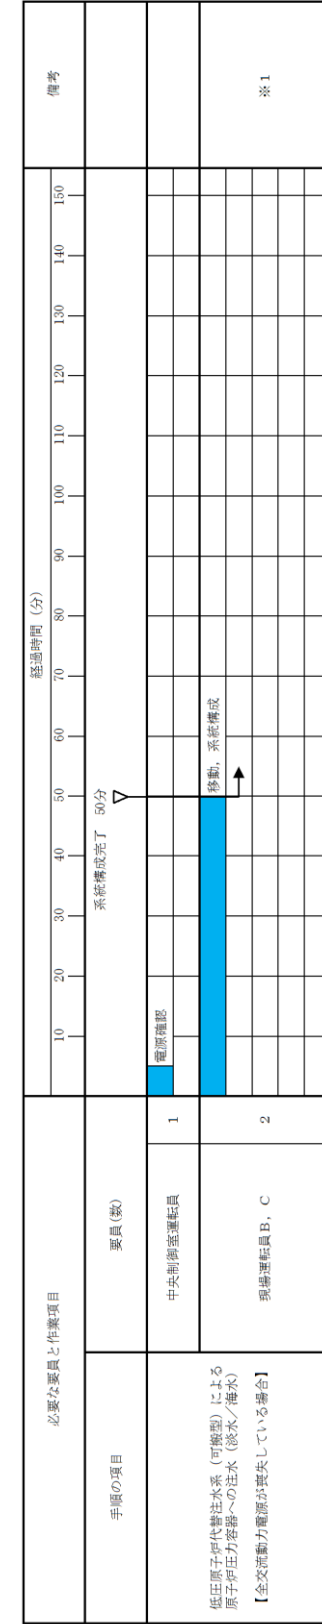 必要な要員と作業項目
経過時間（分）
備考
10 20 30 40 50 60 70 80 90 100 110 120 130 140 150
手順の項目
要員(数)
系統構成完了 50分
低圧原子炉代替注水系（可搬型）による
原子炉圧力容器への注水（淡水／海水）
【全交流動力電源が喪失している場合】
中央制御室運転員
1
電源確認
現場運転員Ｂ，Ｃ
2
移動，系統構成
※1